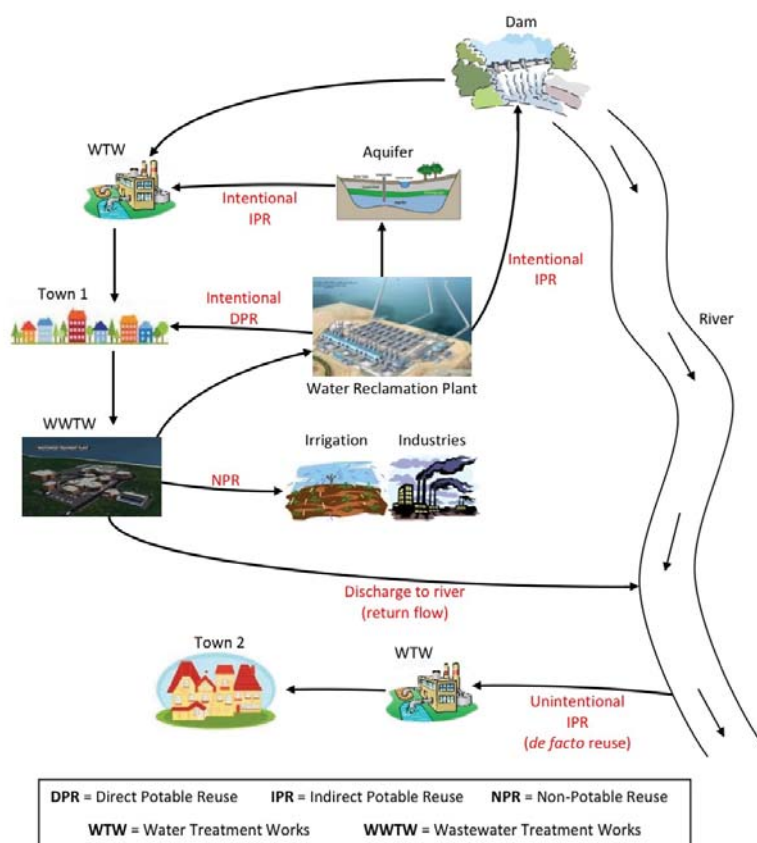 Dam
WTW
Aquifer
Intentional
IPR
Intentional
IPR
Town 1
Intentional
DPR
River
Water Reclamation Plant
WWTW
Irrigation
Industries
NPR
Discharge to river
(return flow)
Town 2
WTW
Unintentional
IPR
(de facto reuse)
DPR = Direct Potable Reuse IPR = Indirect Potable Reuse NPR = Non-Potable Reuse
WTW = Water Treatment Works WWTW = Wastewater Treatment Works